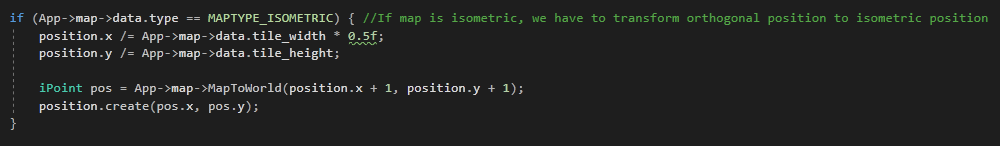 if (App->map->data.type == MAPTYPE_ISOMETRIC) { //If map is isometric, we have to transform orthogonal position to isometric position
position.x /= App->map->data.tile_width * 0.5f;
position.y /= App->map->data.tile_height;
iPoint pos = App->map->MapToWorld(position.x + 1, position.y + 1);
position.create(pos.x, pos.y);
}